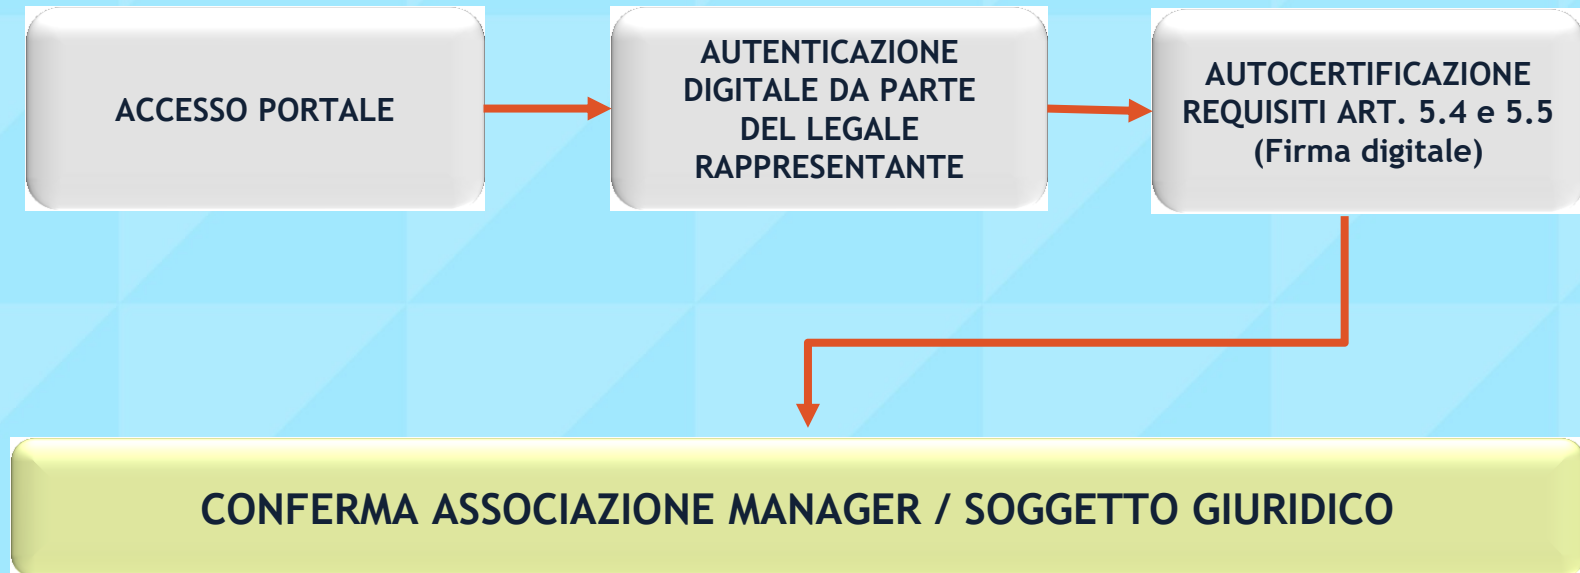 ACCESSO PORTALE
AUTENTICAZIONE
DIGITALE DA PARTE
DEL LEGALE
RAPPRESENTANTE
AUTOCERTIFICAZIONE
REQUISITI ART. 5.4 e 5.5
(Firma digitale)
CONFERMA ASSOCIAZIONE MANAGER / SOGGETTO GIURIDICO